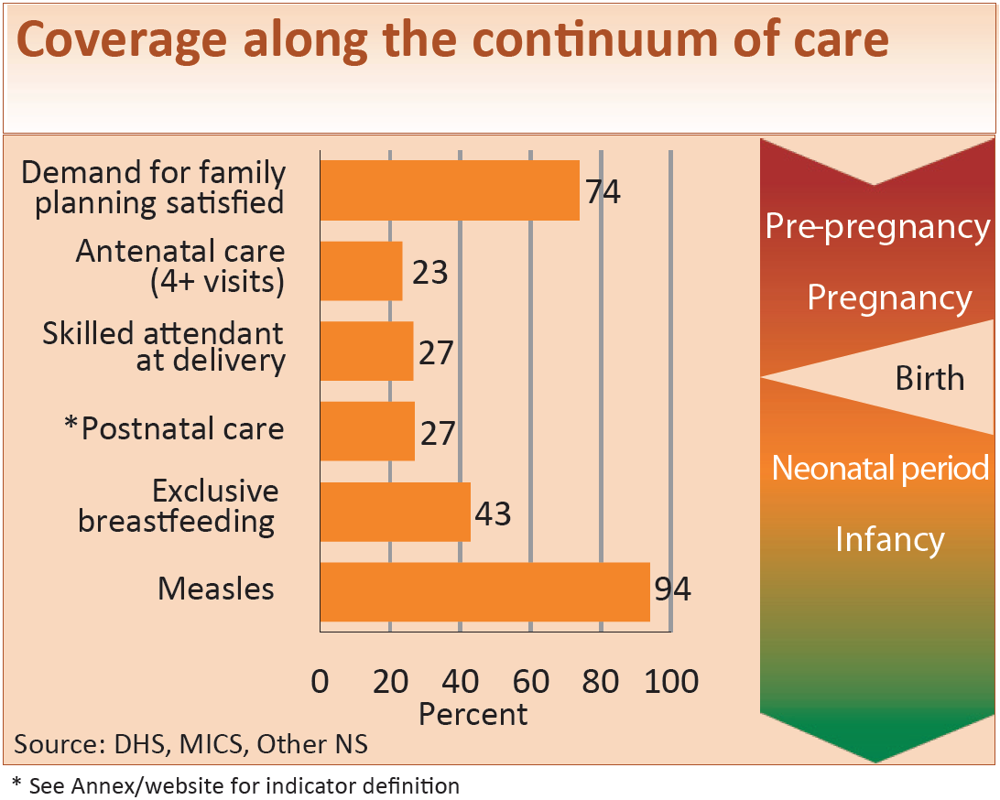 Coverage along the continuum of care
Demand for family
planning satisfied
74
Antenatal care
(4+ visits)
23
Skilled attendant
at delivery
27
*Postnatal care
27
Exclusive
breastfeeding
43
Measles
94
0 20 40 60 80 100
Percent
Pre-pregnancy
Pregnancy
Birth
Neonatal period
Infancy
Source: DHS, MICS, Other NS
* See Annex/website for indicator definition